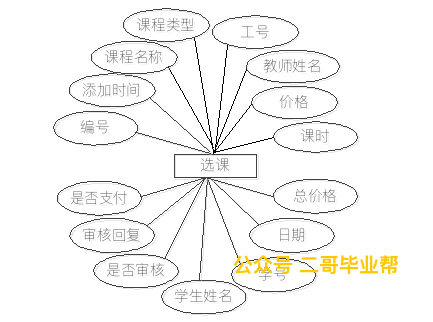 课程类型
工号
课程名称
教师姓名
添加时间
价格
编号
课时
选课
是否支付
总价格
审核回复
日期
是否审核
公众号 二哥毕业帮
学号
学生姓名